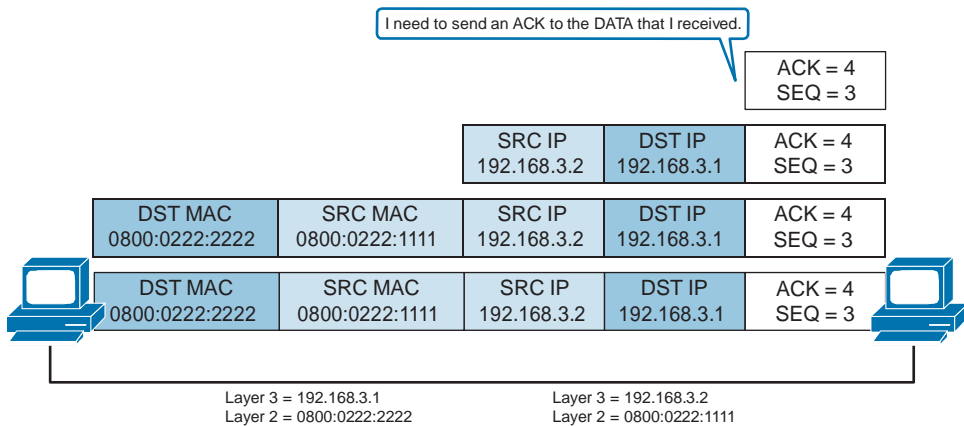 I need to send an ACK to the DATA that I received.
ACK = 4
SEQ = 3
SRC IP
192.168.3.2
DST IP
192.168.3.1
ACK = 4
SEQ = 3
DST MAC
0800:0222:2222
SRC MAC
0800:0222:1111
SRC IP
192.168.3.2
DST IP
192.168.3.1
ACK = 4
SEQ = 3
DST MAC
0800:0222:2222
SRC MAC
0800:0222:1111
SRC IP
192.168.3.2
DST IP
192.168.3.1
ACK = 4
SEQ = 3
Layer 3 = 192.168.3.1
Layer 2 = 0800:0222:2222
Layer 3 = 192.168.3.2
Layer 2 = 0800:0222:1111